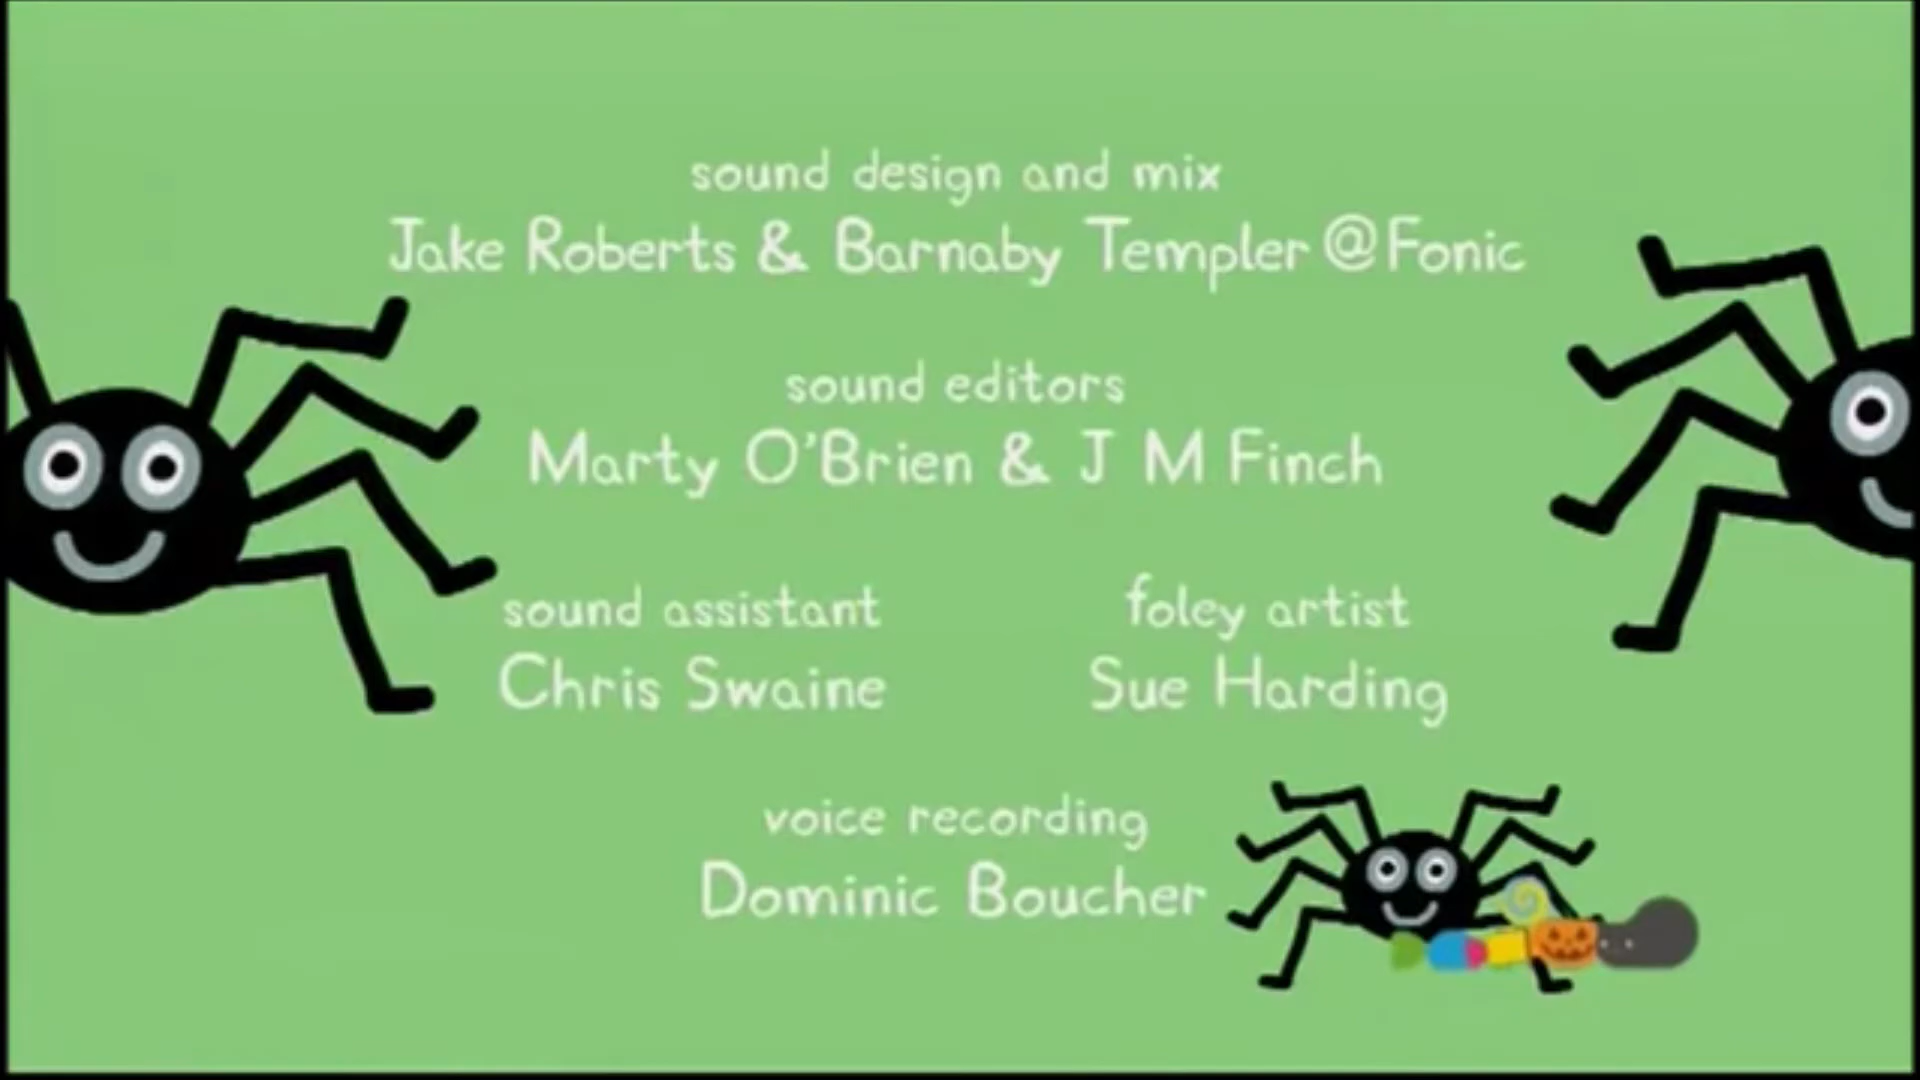 sound design and mix
Jake Roberts & Barnaby Templer @Fonic
sound editors
Marty O'Brien & J M Finch
sound assistant
Chris Swaine
foley artist
Sue Harding
voice recording
Dominic Boucher